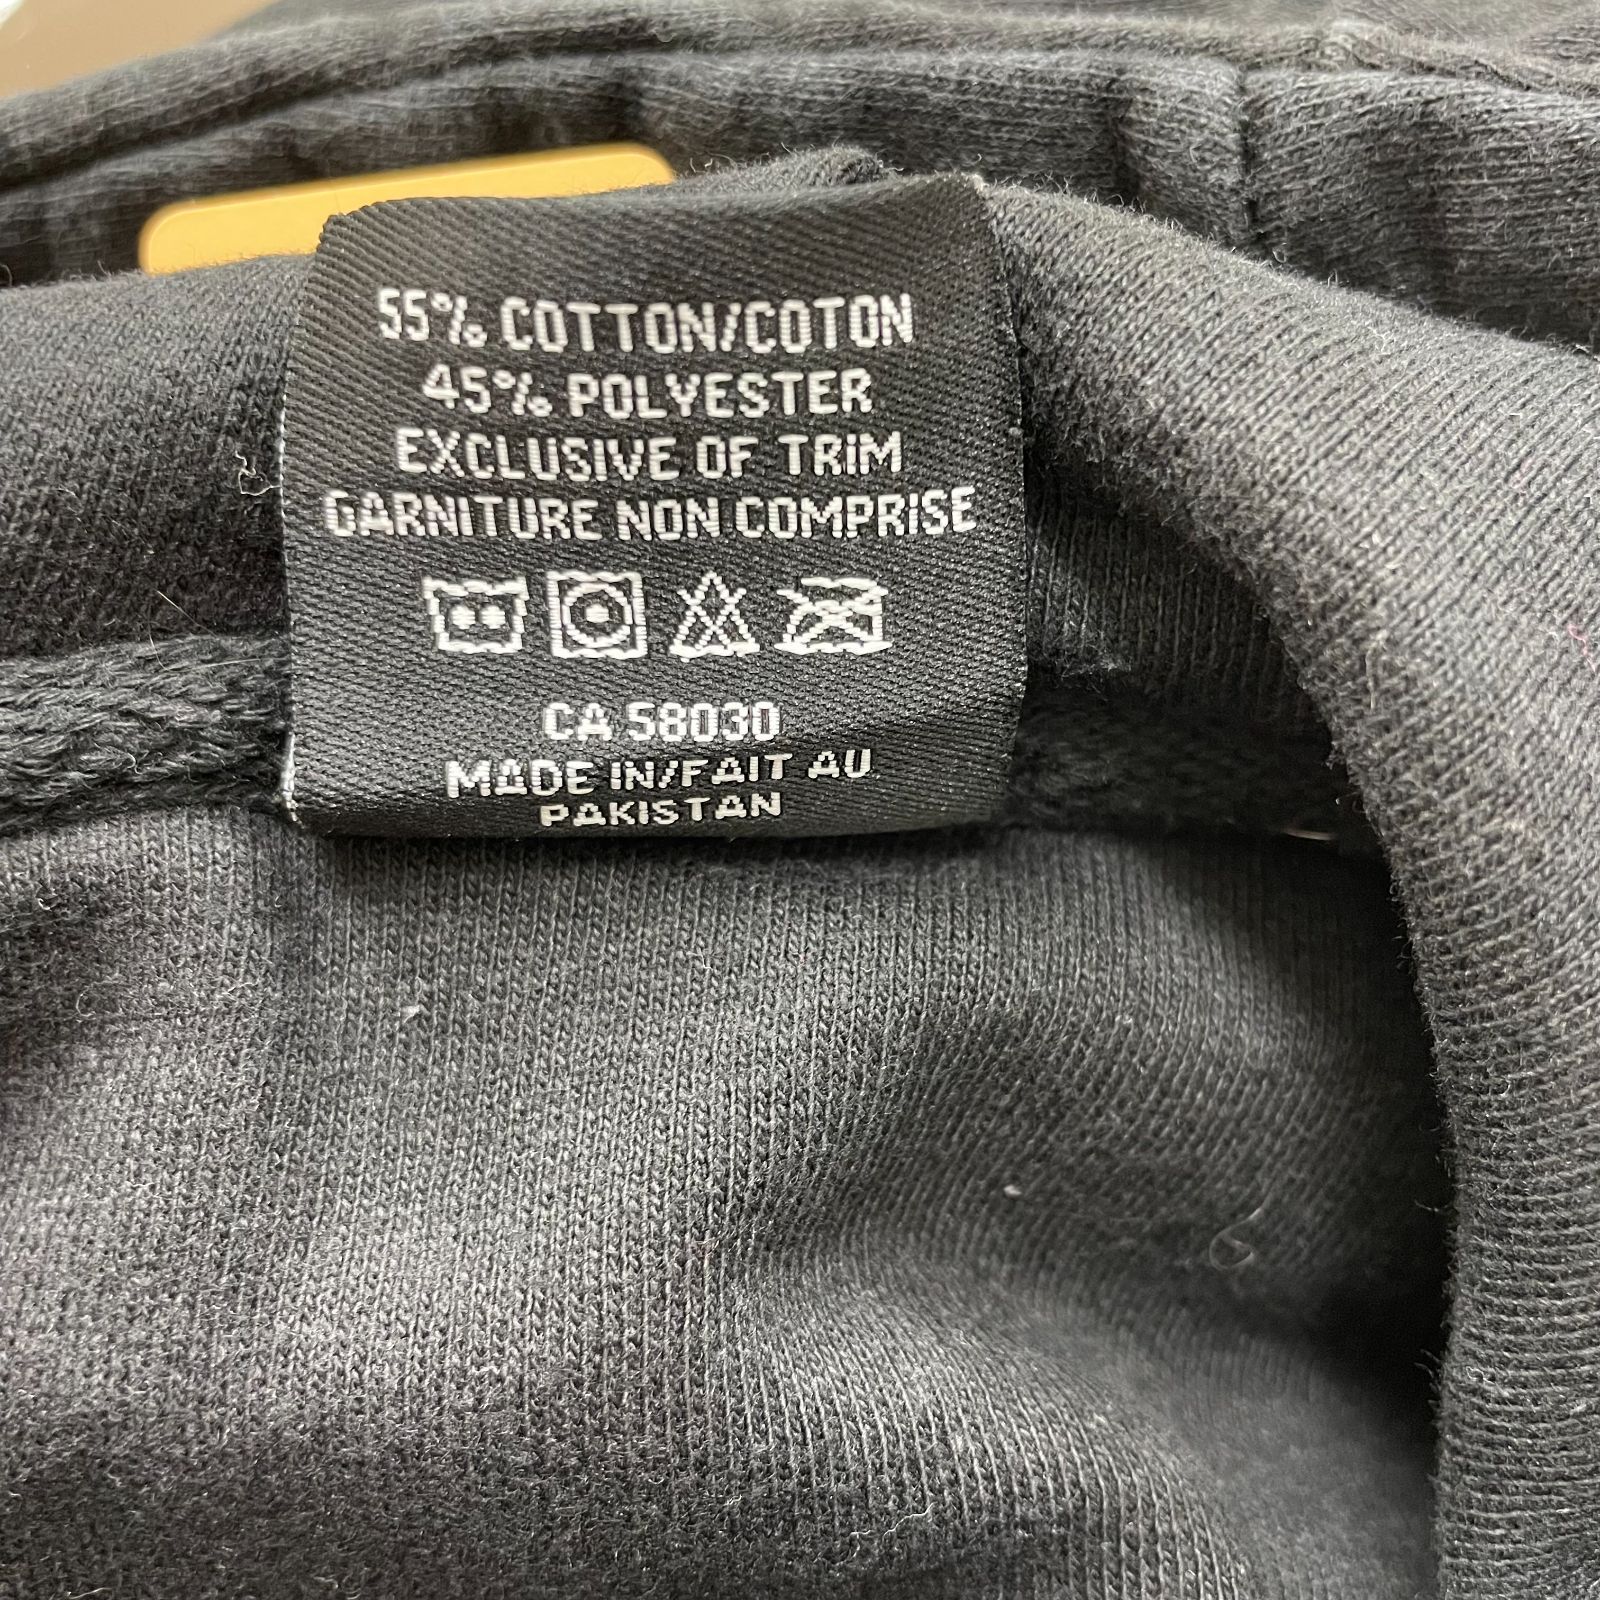 55% COTTON/COTON
45% POLYESTER
EXCLUSIVE OF TRIM
GARNITURE NON COMPRISE
CA 58030
MADE IN/FAIT AU
PAKISTAN